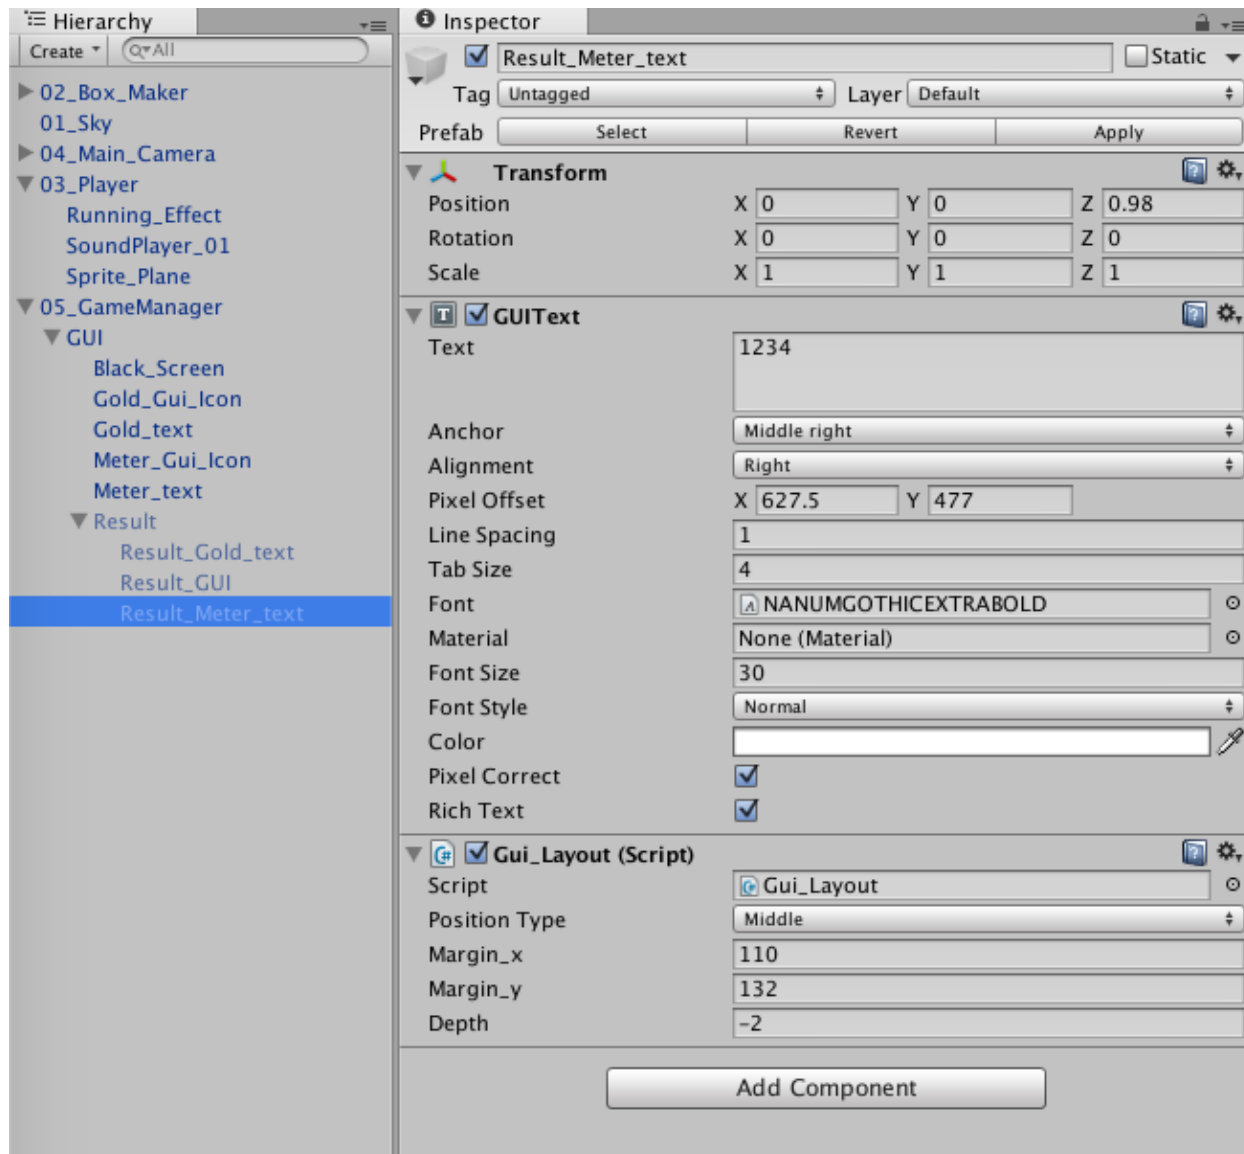 Hierarchy
Create
All
02_Box_Maker
01_Sky
04_Main_Camera
03_Player
Running_Effect
SoundPlayer_01
Sprite_Plane
05_GameManager
GUI
Black_Screen
Gold_Gui_Icon
Gold_text
Meter_Gui_Icon
Meter_text
Result
Result_Gold_text
Result_GUI
Result_Meter_text
Inspector
Result_Meter_text Static
Tag Untagged Layer Default
Prefab Select Revert Apply
Transform
Position X 0 Y 0 Z 0.98
Rotation X 0 Y 0 Z 0
Scale X 1 Y 1 Z 1
GUIText
Text 1234
Anchor Middle right
Alignment Right
Pixel Offset X 627.5 Y 477
Line Spacing 1
Tab Size 4
Font NANUMGOTHICEXTRABOLD
Material None (Material)
Font Size 30
Font Style Normal
Color
Pixel Correct
Rich Text
Gui_Layout (Script)
Script Gui_Layout
Position Type Middle
Margin_x 110
Margin_y 132
Depth -2
Add Component